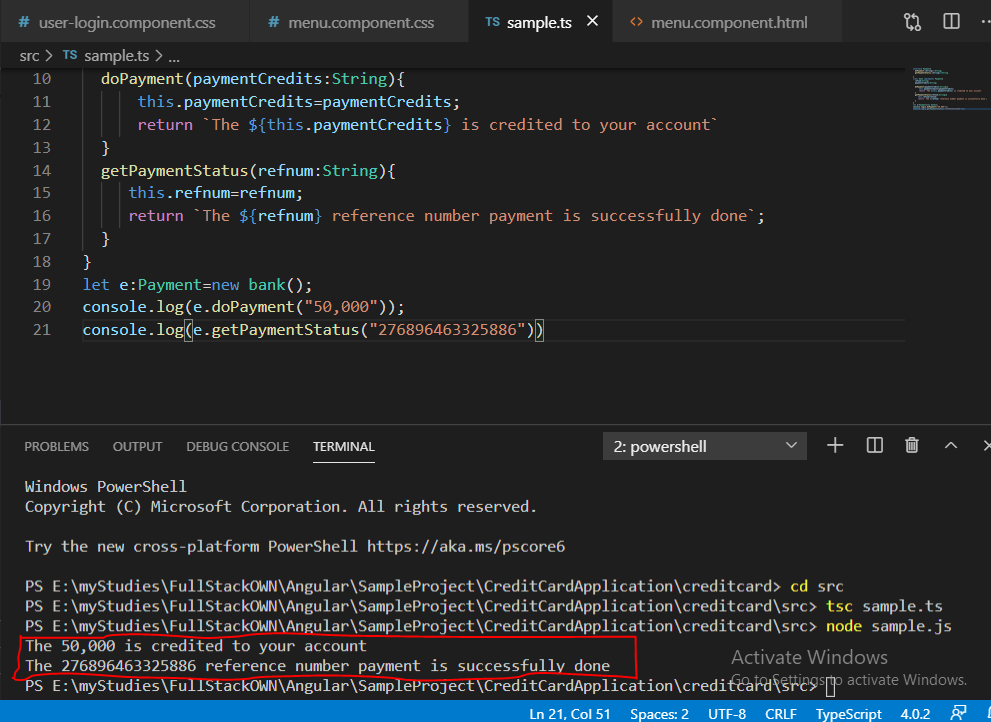 # user-login.component.css # menu.component.css TS sample.ts × <> menu.component.html
src > TS sample.ts > ...
10 doPayment(paymentCredits:String){
11 this.paymentCredits=paymentCredits;
12 return `The ${this.paymentCredits} is credited to your account`
13 }
14 getPaymentStatus(refnum:String){
15 this.refnum=refnum;
16 return `The ${refnum} reference number payment is successfully done`;
17 }
18 }
19 let e:Payment=new bank();
20 console.log(e.doPayment("50,000"));
21 console.log(e.getPaymentStatus("276896463325886"))
PROBLEMS OUTPUT DEBUG CONSOLE TERMINAL 2: powershell
Windows PowerShell
Copyright (C) Microsoft Corporation. All rights reserved.
Try the new cross-platform PowerShell https://aka.ms/pscore6
PS E:\myStudies\FullStackOWN\Angular\SampleProject\CreditCardApplication\creditcard> cd src
PS E:\myStudies\FullStackOWN\Angular\SampleProject\CreditCardApplication\creditcard\src> tsc sample.ts
PS E:\myStudies\FullStackOWN\Angular\SampleProject\CreditCardApplication\creditcard\src> node sample.js
The 50,000 is credited to your account
The 276896463325886 reference number payment is successfully done
PS E:\myStudies\FullStackOWN\Angular\SampleProject\CreditCardApplication\creditcard\src>
Activate Windows
Go to Settings to activate Windows.
Ln 21, Col 51 Spaces: 2 UTF-8 CRLF TypeScript 4.0.2